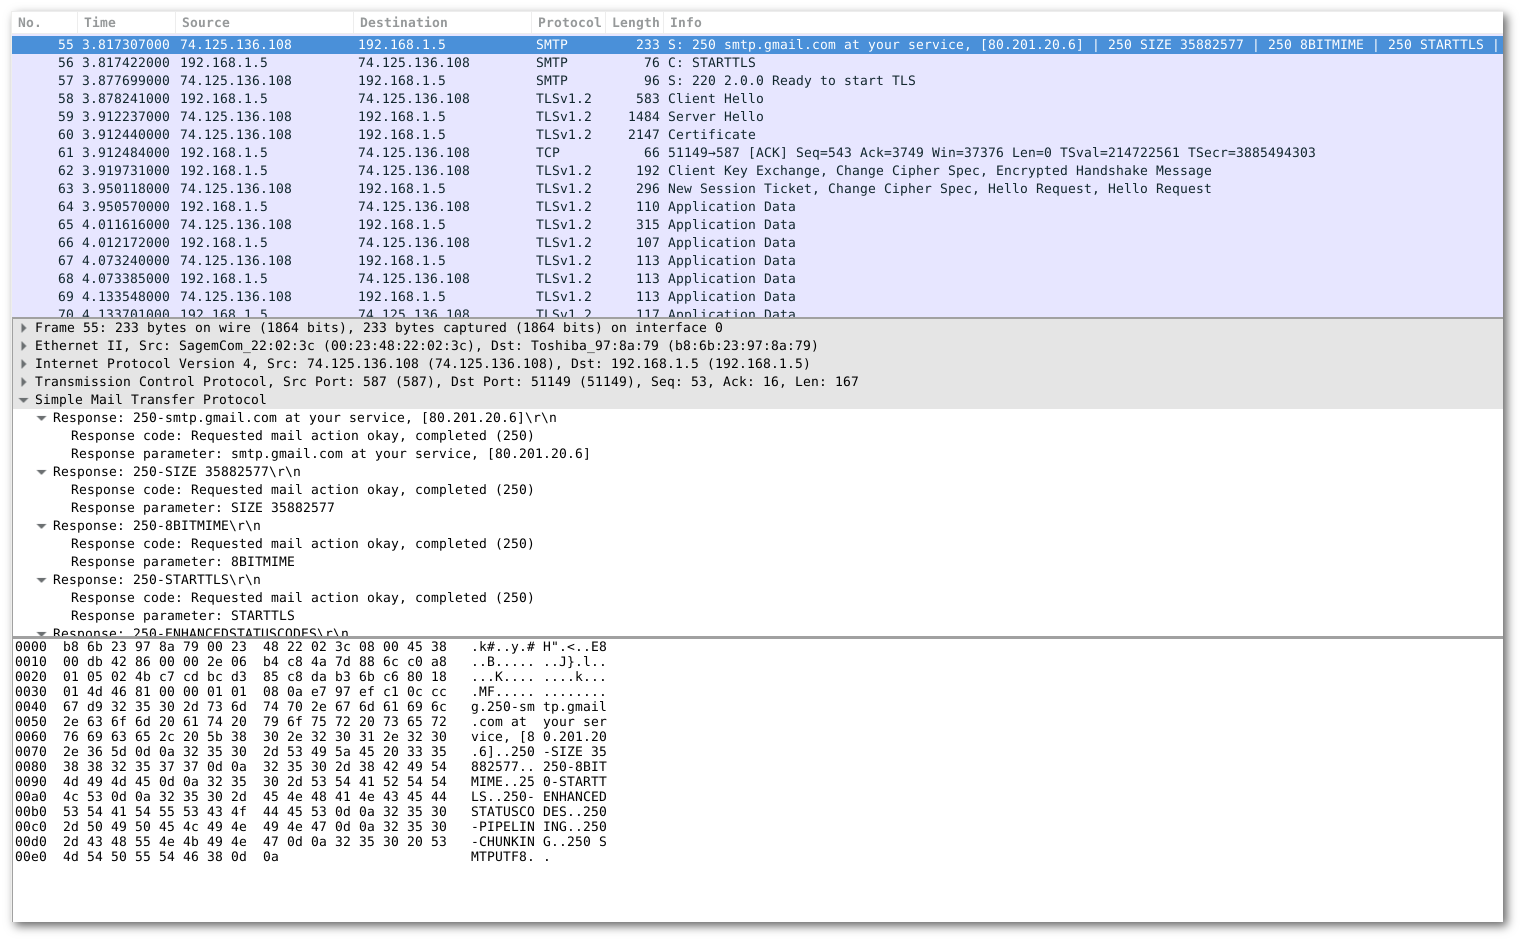 No. Time Source Destination Protocol Length Info
55 3.817307000 74.125.136.108 192.168.1.5 SMTP 233 S: 250 smtp.gmail.com at your service, [80.201.20.6] | 250 SIZE 35882577 | 250 8BITMIME | 250 STARTTLS |
56 3.817422000 192.168.1.5 74.125.136.108 SMTP 76 C: STARTTLS
57 3.877699000 74.125.136.108 192.168.1.5 SMTP 96 S: 220 2.0.0 Ready to start TLS
58 3.878241000 192.168.1.5 74.125.136.108 TLSv1.2 583 Client Hello
59 3.912237000 74.125.136.108 192.168.1.5 TLSv1.2 1484 Server Hello
60 3.912440000 74.125.136.108 192.168.1.5 TLSv1.2 2147 Certificate
61 3.912484000 192.168.1.5 74.125.136.108 TCP 66 51149→587 [ACK] Seq=543 Ack=3749 Win=37376 Len=0 TSval=214722561 TSecr=3885494303
62 3.919731000 192.168.1.5 74.125.136.108 TLSv1.2 192 Client Key Exchange, Change Cipher Spec, Encrypted Handshake Message
63 3.950118000 74.125.136.108 192.168.1.5 TLSv1.2 296 New Session Ticket, Change Cipher Spec, Hello Request, Hello Request
64 3.950570000 192.168.1.5 74.125.136.108 TLSv1.2 110 Application Data
65 4.011616000 74.125.136.108 192.168.1.5 TLSv1.2 315 Application Data
66 4.012172000 192.168.1.5 74.125.136.108 TLSv1.2 107 Application Data
67 4.073240000 74.125.136.108 192.168.1.5 TLSv1.2 113 Application Data
68 4.073385000 192.168.1.5 74.125.136.108 TLSv1.2 113 Application Data
69 4.133548000 74.125.136.108 192.168.1.5 TLSv1.2 113 Application Data
70 4.133701000 192.168.1.5 74.125.136.108 TLSv1.2 117 Application Data
Frame 55: 233 bytes on wire (1864 bits), 233 bytes captured (1864 bits) on interface 0
Ethernet II, Src: SagemCom_22:02:3c (00:23:48:22:02:3c), Dst: Toshiba_97:8a:79 (b8:6b:23:97:8a:79)
Internet Protocol Version 4, Src: 74.125.136.108 (74.125.136.108), Dst: 192.168.1.5 (192.168.1.5)
Transmission Control Protocol, Src Port: 587 (587), Dst Port: 51149 (51149), Seq: 53, Ack: 16, Len: 167
Simple Mail Transfer Protocol
Response: 250-smtp.gmail.com at your service, [80.201.20.6]\r\n
Response code: Requested mail action okay, completed (250)
Response parameter: smtp.gmail.com at your service, [80.201.20.6]
Response: 250-SIZE 35882577\r\n
Response code: Requested mail action okay, completed (250)
Response parameter: SIZE 35882577
Response: 250-8BITMIME\r\n
Response code: Requested mail action okay, completed (250)
Response parameter: 8BITMIME
Response: 250-STARTTLS\r\n
Response code: Requested mail action okay, completed (250)
Response parameter: STARTTLS
Response: 250-ENHANCEDSTATUSCODES\r\n
0000 b8 6b 23 97 8a 79 00 23 48 22 02 3c 08 00 45 38 .k#..y.# H".<..E8
0010 00 db 42 86 00 00 2e 06 b4 c8 4a 7d 88 6c c0 a8 ..B..... ..J}.l..
0020 01 05 02 4b c7 cd bc d3 85 c8 da b3 6b c6 80 18 ...K.... ....k...
0030 01 4d 46 81 00 00 01 01 08 0a e7 97 ef c1 0c cc .MF..... ........
0040 67 d9 32 35 30 2d 73 6d 74 70 2e 67 6d 61 69 6c g.250-sm tp.gmail
0050 2e 63 6f 6d 20 61 74 20 79 6f 75 72 20 73 65 72 .com at your ser
0060 76 69 63 65 2c 20 5b 38 30 2e 32 30 31 2e 32 30 vice, [8 0.201.20
0070 2e 36 5d 0d 0a 32 35 30 2d 53 49 5a 45 20 33 35 .6]..250 -SIZE 35
0080 38 38 32 35 37 37 0d 0a 32 35 30 2d 38 42 49 54 882577.. 250-8BIT
0090 4d 49 4d 45 0d 0a 32 35 30 2d 53 54 41 52 54 54 MIME..25 0-STARTT
00a0 4c 53 0d 0a 32 35 30 2d 45 4e 48 41 4e 43 45 44 LS..250- ENHANCED
00b0 53 54 41 54 55 53 43 4f 44 45 53 0d 0a 32 35 30 STATUSCO DES..250
00c0 2d 50 49 50 45 4c 49 4e 49 4e 47 0d 0a 32 35 30 -PIPELIN ING..250
00d0 2d 43 48 55 4e 4b 49 4e 47 0d 0a 32 35 30 20 53 -CHUNKIN G..250 S
00e0 4d 54 50 55 54 46 38 0d 0a MTPUTF8. .